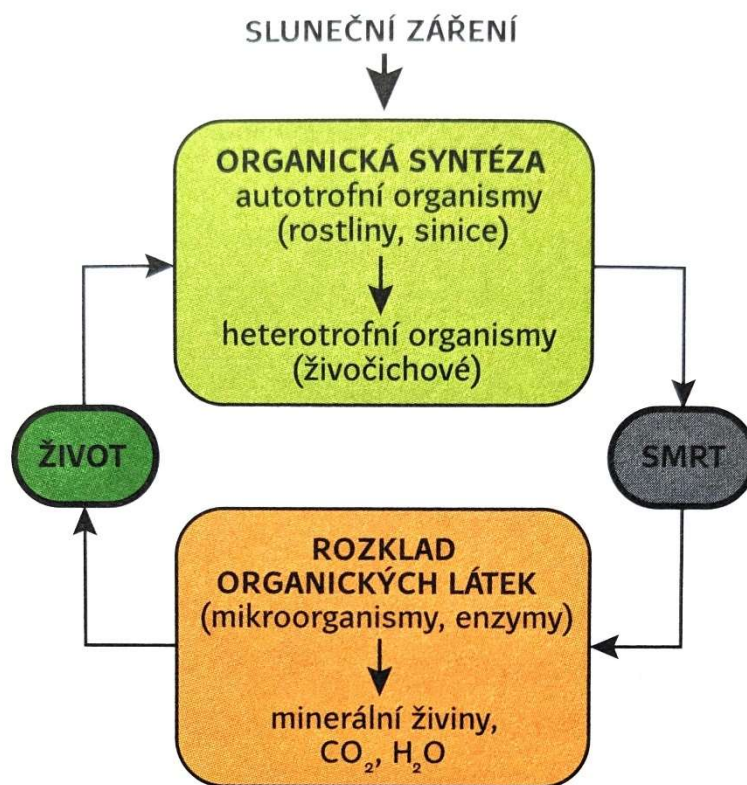 SLUNEČNÍ ZÁŘENÍ
ORGANICKÁ SYNTÉZA
autotrofní organismy
(rostliny, sinice)
heterotrofní organismy
(živočichové)
ŽIVOT
SMRT
ROZKLAD
ORGANICKÝCH LÁTEK
(mikroorganismy, enzymy)
minerální živiny,
CO₂, H₂O